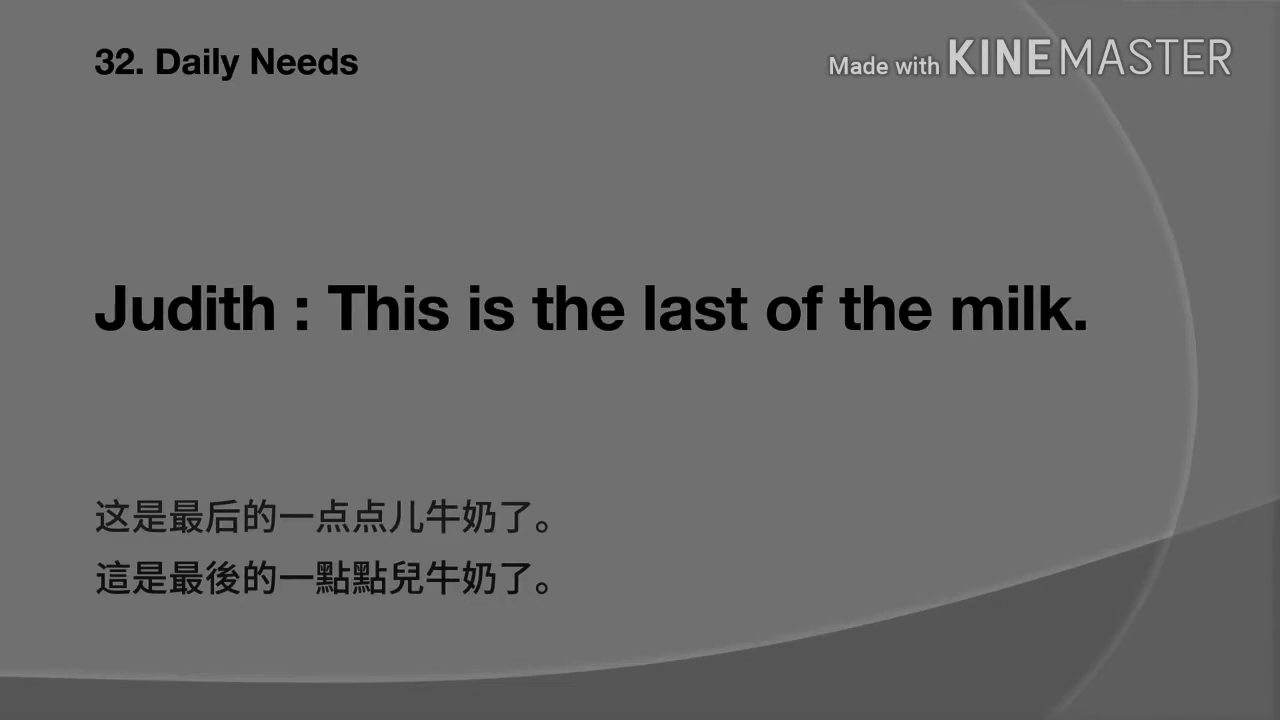 32. Daily Needs
Made with KINEMASTER
Judith : This is the last of the milk.
这是最后的一点点儿牛奶了。
這是最後的一點點兒牛奶了。